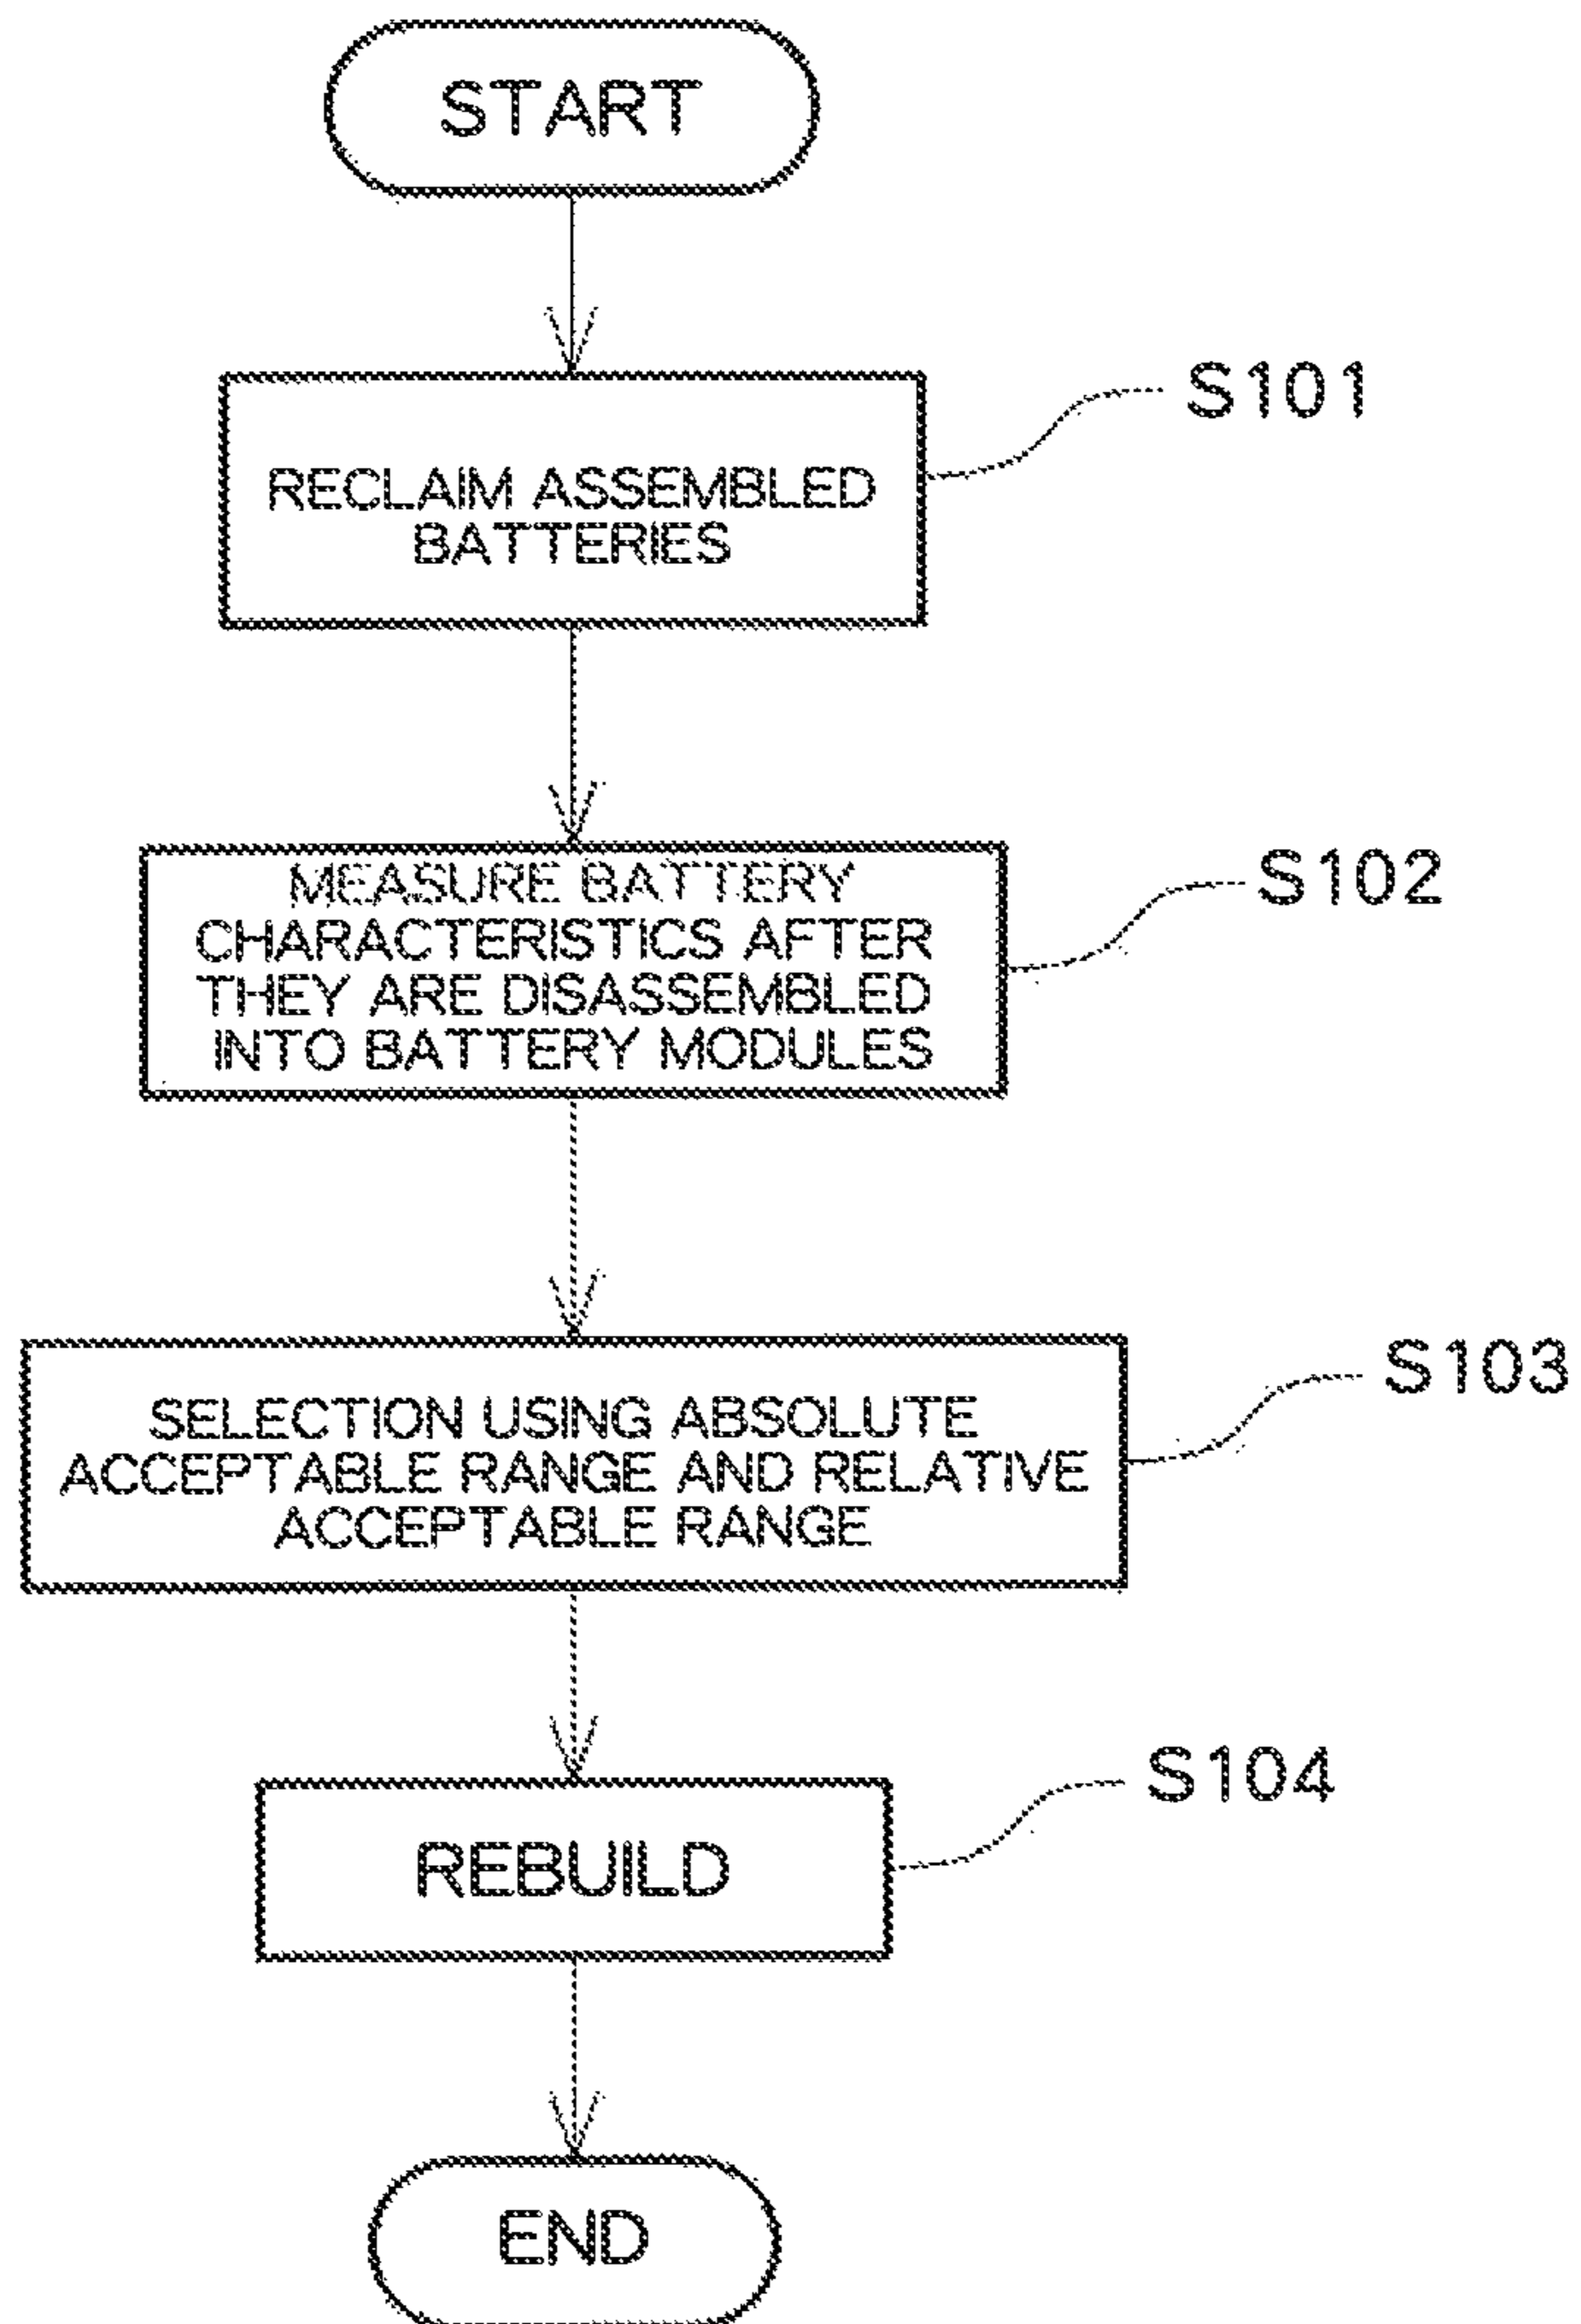 START
S101
RECLAIM ASSEMBLED
BATTERIES
S102
MEASURE BATTERY
CHARACTERISTICS AFTER
THEY ARE DISASSEMBLED
INTO BATTERY MODULES
S103
SELECTION USING ABSOLUTE
ACCEPTABLE RANGE AND RELATIVE
ACCEPTABLE RANGE
S104
REBUILD
END